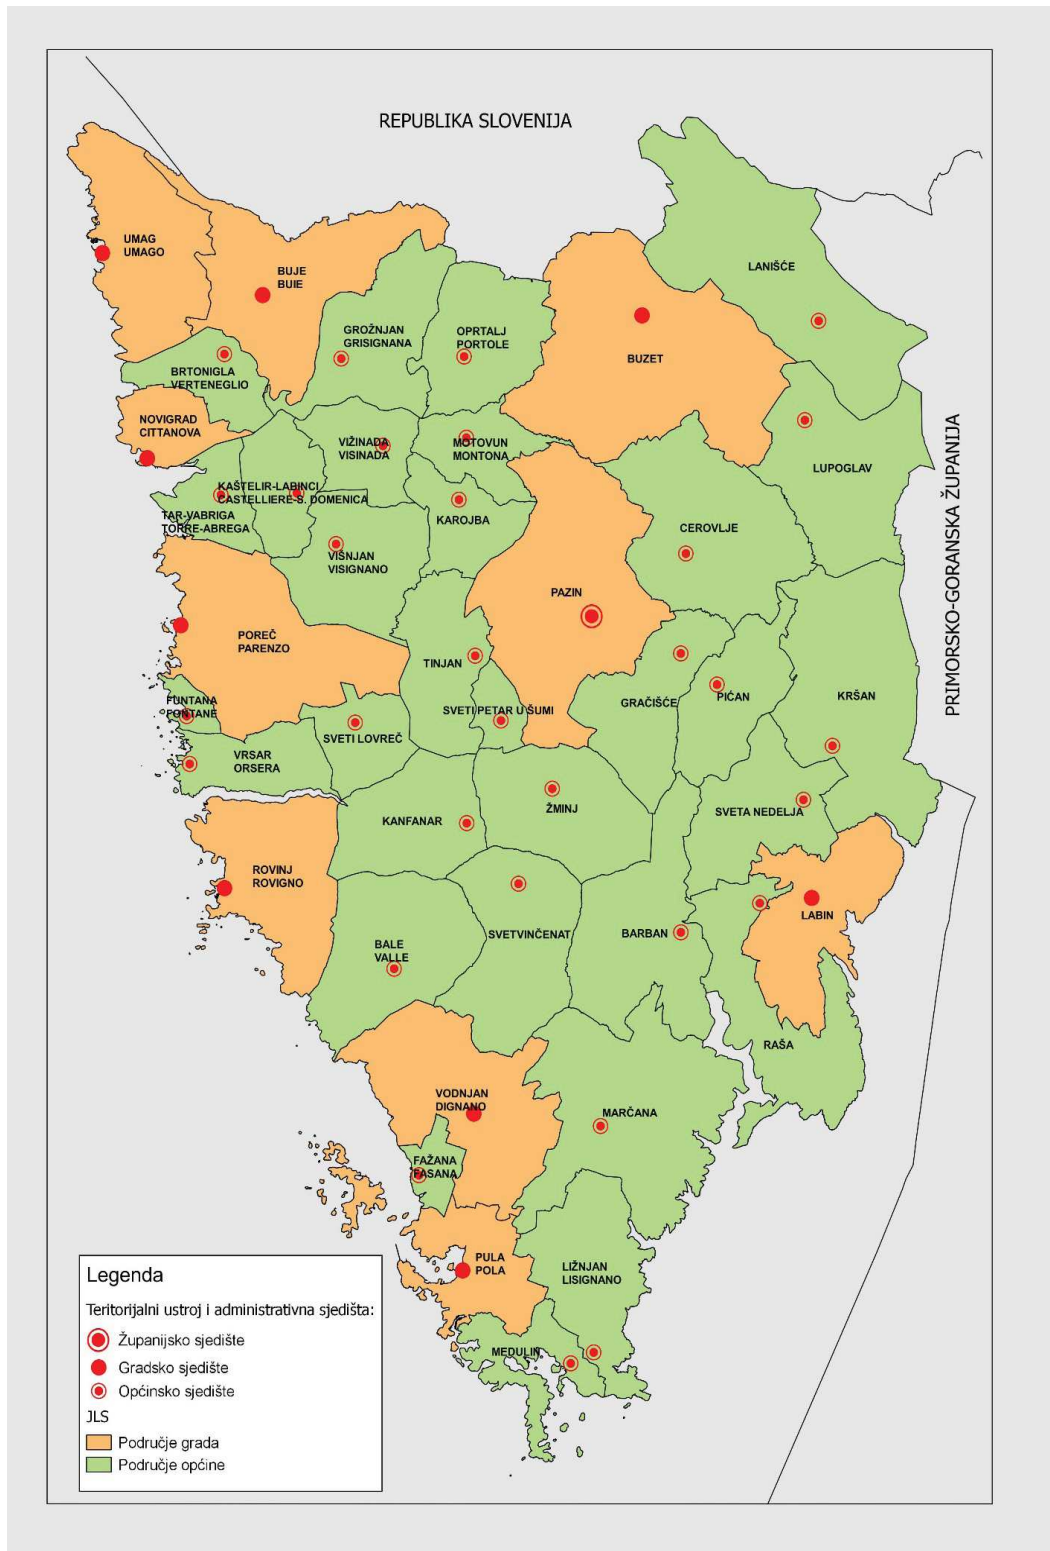 REPUBLIKA SLOVENIJA
UMAG
UMAGO
BUJE
BUIE
LANIŠĆE
GROŽNJAN
GRISIGNANA
OPRTALJ
PORTOLE
BUZET
BRTONIGLA
VERTENEGLIO
NOVIGRAD
CITTANOVA
VIŽINADA
VISINADA
MOTOVUN
MONTONA
LUPOGLAV
PRIMORSKO-GORANSKA ŽUPANIJA
KAŠTELIR-LABINCI
CASTELLIERE-S. DOMENICA
TAR-VABRIGA
TORRE-ABREGA
KAROJBA
CEROVLJE
VIŠNJAN
VISIGNANO
PAZIN
POREČ
PARENZO
TINJAN
FUNTANA
FONTANE
SVETI PETAR U ŠUMI
GRAČIŠĆE
PIĆAN
KRŠAN
SVETI LOVREČ
VRSAR
ORSERA
KANFANAR
ŽMINJ
SVETA NEDELJA
ROVINJ
ROVIGNO
LABIN
BALE
VALLE
SVETVINČENAT
BARBAN
RAŠA
VODNJAN
DIGNANO
MARČANA
FAŽANA
FASANA
PULA
POLA
LIŽNJAN
LISIGNANO
MEDULIN
Legenda
Teritorijalni ustroj i administrativna sjedišta:
Županijsko sjedište
Gradsko sjedište
Općinsko sjedište
JLS
Područje grada
Područje općine